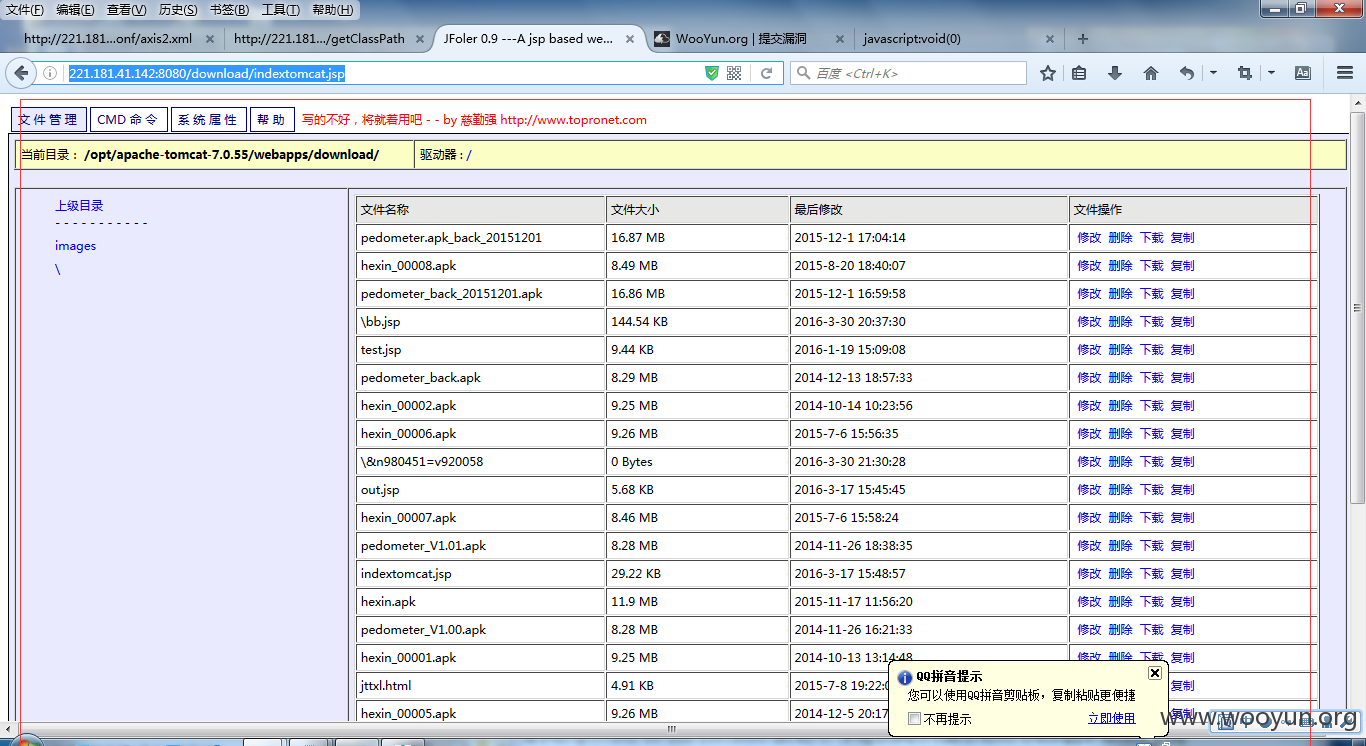 文件(F) 编辑(E) 查看(V) 历史(S) 书签(B) 工具(T) 帮助(H)
http://221.181...onf/axis2.xml × http://221.181.../getClassPath × JFoler 0.9 ---A jsp based we... × WooYun.org | 提交漏洞 × javascript:void(0) × +
221.181.41.142:8080/download/indextomcat.jsp 百度 <Ctrl+K>
文件管理 CMD 命令 系统属性 帮助 写的不好，将就着用吧 - - by 慈勤强 http://www.topronet.com
当前目录： /opt/apache-tomcat-7.0.55/webapps/download/ 驱动器 : /
上级目录
- - - - - - - - - - -
images
\
文件名称 文件大小 最后修改 文件操作
pedometer.apk_back_20151201 16.87 MB 2015-12-1 17:04:14 修改 删除 下载 复制
hexin_00008.apk 8.49 MB 2015-8-20 18:40:07 修改 删除 下载 复制
pedometer_back_20151201.apk 16.86 MB 2015-12-1 16:59:58 修改 删除 下载 复制
\bb.jsp 144.54 KB 2016-3-30 20:37:30 修改 删除 下载 复制
test.jsp 9.44 KB 2016-1-19 15:09:08 修改 删除 下载 复制
pedometer_back.apk 8.29 MB 2014-12-13 18:57:33 修改 删除 下载 复制
hexin_00002.apk 9.25 MB 2014-10-14 10:23:56 修改 删除 下载 复制
hexin_00006.apk 9.26 MB 2015-7-6 15:56:35 修改 删除 下载 复制
\&n980451=v920058 0 Bytes 2016-3-30 21:30:28 修改 删除 下载 复制
out.jsp 5.68 KB 2016-3-17 15:45:45 修改 删除 下载 复制
hexin_00007.apk 8.46 MB 2015-7-6 15:58:24 修改 删除 下载 复制
pedometer_V1.01.apk 8.28 MB 2014-11-26 18:38:35 修改 删除 下载 复制
indextomcat.jsp 29.22 KB 2016-3-17 15:48:57 修改 删除 下载 复制
hexin.apk 11.9 MB 2015-11-17 11:56:20 修改 删除 下载 复制
pedometer_V1.00.apk 8.28 MB 2014-11-26 16:21:33 修改 删除 下载 复制
hexin_00001.apk 9.25 MB 2014-10-13 13:14:48 修改 删除 下载 复制
jttxl.html 4.91 KB 2015-7-8 19:22:0 复制
hexin_00005.apk 9.26 MB 2014-12-5 20:17 复制
QQ拼音提示
您可以使用QQ拼音剪贴板，复制粘贴更便捷
不再提示 立即使用
www.wooyun.org